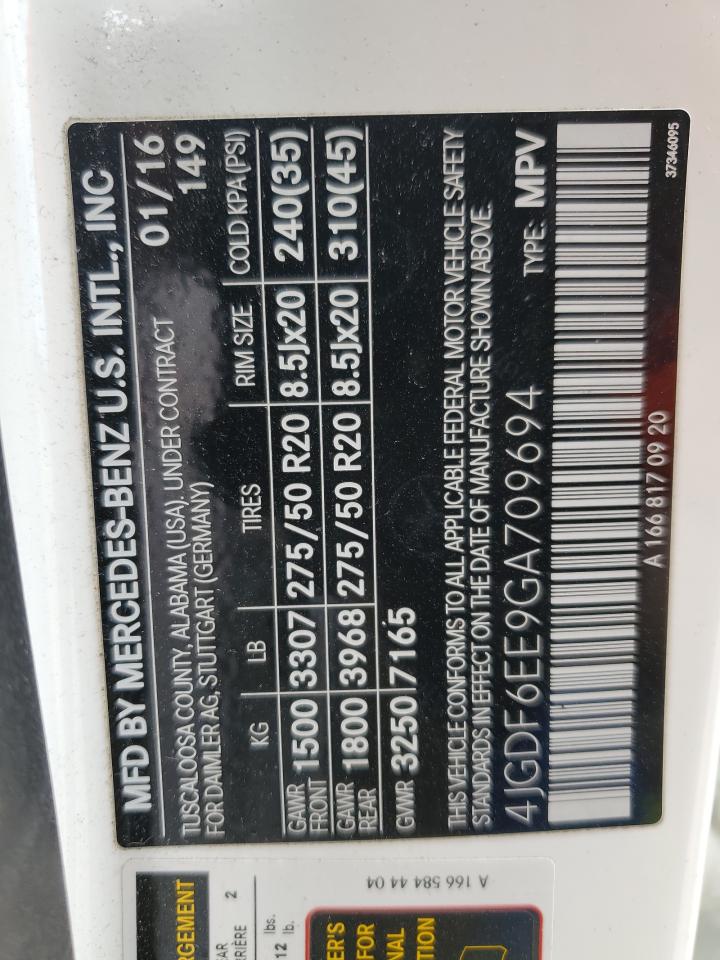 MFD BY MERCEDES-BENZ U.S. INTL., INC
TUSCALOOSA COUNTY, ALABAMA (USA). UNDER CONTRACT 01/16
FOR DAIMLER AG, STUTTGART (GERMANY) 149
KG LB TIRES RIM SIZE COLD KPA (PSI)
GAWR FRONT 1500 3307 275/50 R20 8.5Jx20 240(35)
GAWR REAR 1800 3968 275/50 R20 8.5Jx20 310(45)
GVWR 3250 7165
THIS VEHICLE CONFORMS TO ALL APPLICABLE FEDERAL MOTOR VEHICLE SAFETY
STANDARDS IN EFFECT ON THE DATE OF MANUFACTURE SHOWN ABOVE.
4JGDF6EE9GA709694 TYPE: MPV
A 166 817 09 20
37346095
RGEMENT
2
lbs.
12 lb.
A 166 584 44 04